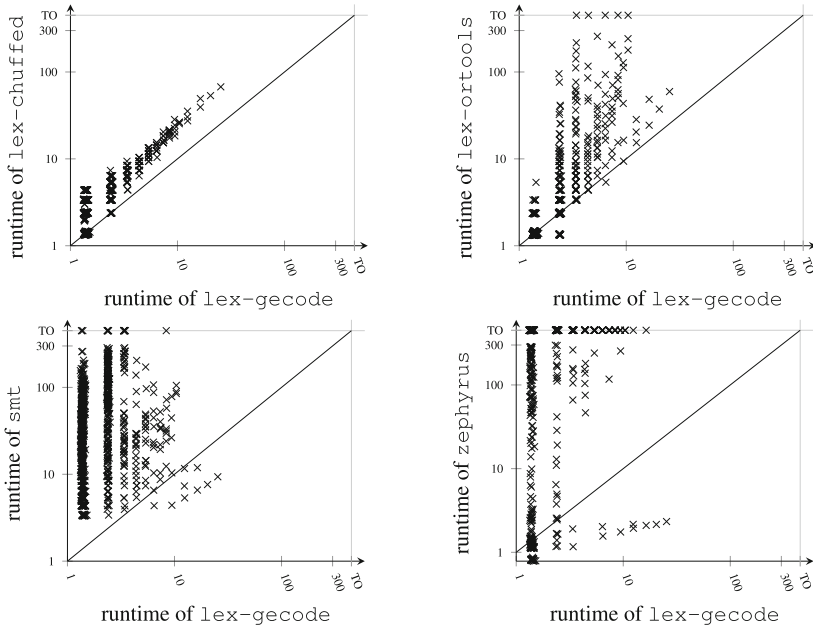 TO
300
100
10
1
runtime of lex-chuffed
1
10
100
300
TO
runtime of lex-gecode
TO
300
100
10
1
runtime of lex-ortools
1
10
100
300
TO
runtime of lex-gecode
TO
300
100
10
1
runtime of smt
1
10
100
300
TO
runtime of lex-gecode
TO
300
100
10
1
runtime of zephyrus
1
10
100
300
TO
runtime of lex-gecode